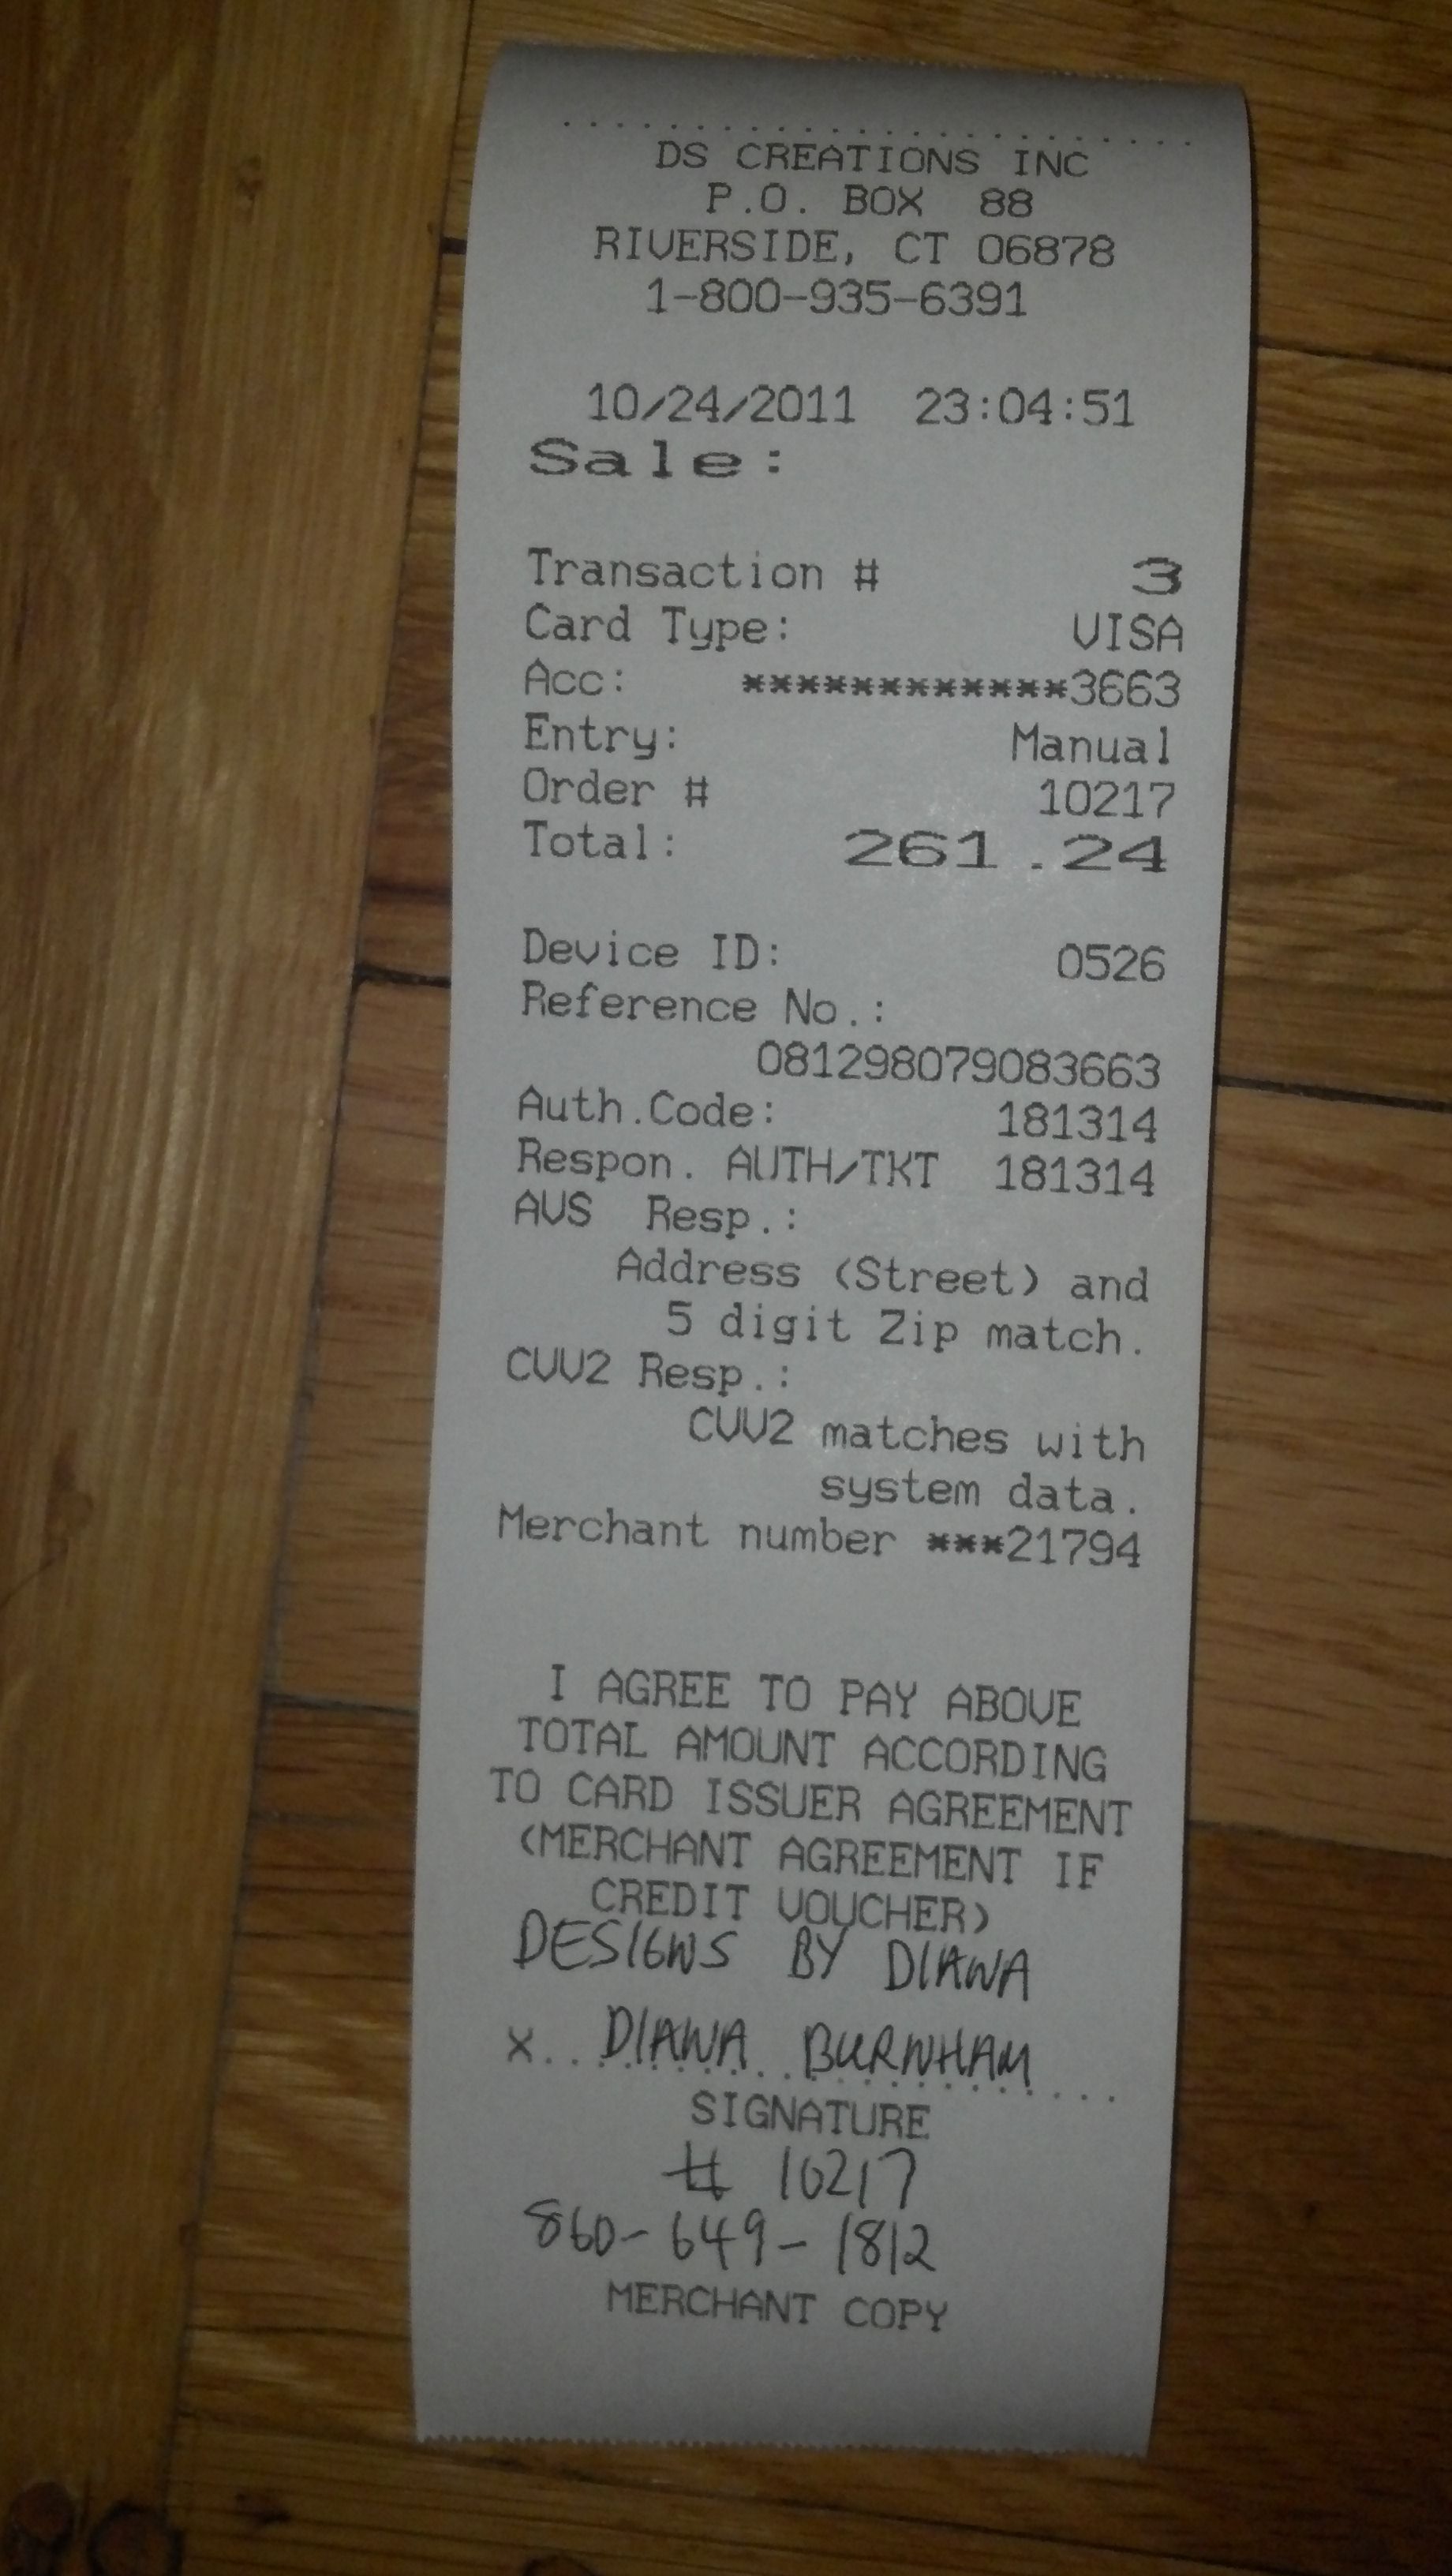 DS CREATIONS INC
P.O. BOX 88
RIVERSIDE, CT 06878
1-800-935-6391
10/24/2011 23:04:51
Sale:
Transaction # 3
Card Type: VISA
Acc: ************3663
Entry: Manual
Order # 10217
Total: 261.24
Device ID: 0526
Reference No.:
081298079083663
Auth.Code: 181314
Respon. AUTH/TKT 181314
AVS Resp.:
Address (Street) and
5 digit Zip match.
CVV2 Resp.:
CVV2 matches with
system data.
Merchant number ***21794
I AGREE TO PAY ABOVE
TOTAL AMOUNT ACCORDING
TO CARD ISSUER AGREEMENT
(MERCHANT AGREEMENT IF
CREDIT VOUCHER)
DESIGNS BY DIANA
X DIANA BURNHAM
SIGNATURE
# 10217
860-649-1812
MERCHANT COPY